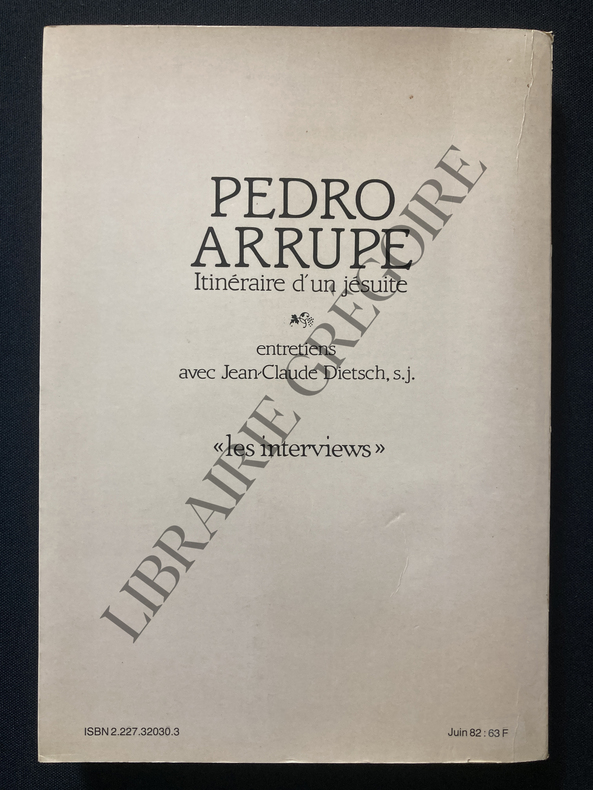 PEDRO
ARRUPE
Itinéraire d'un jésuite
entretiens
avec Jean-Claude Dietsch, s.j.
«les interviews»
LIBRAIRIE GRÉGOIRE
ISBN 2.227.32030.3
Juin 82 : 63 F